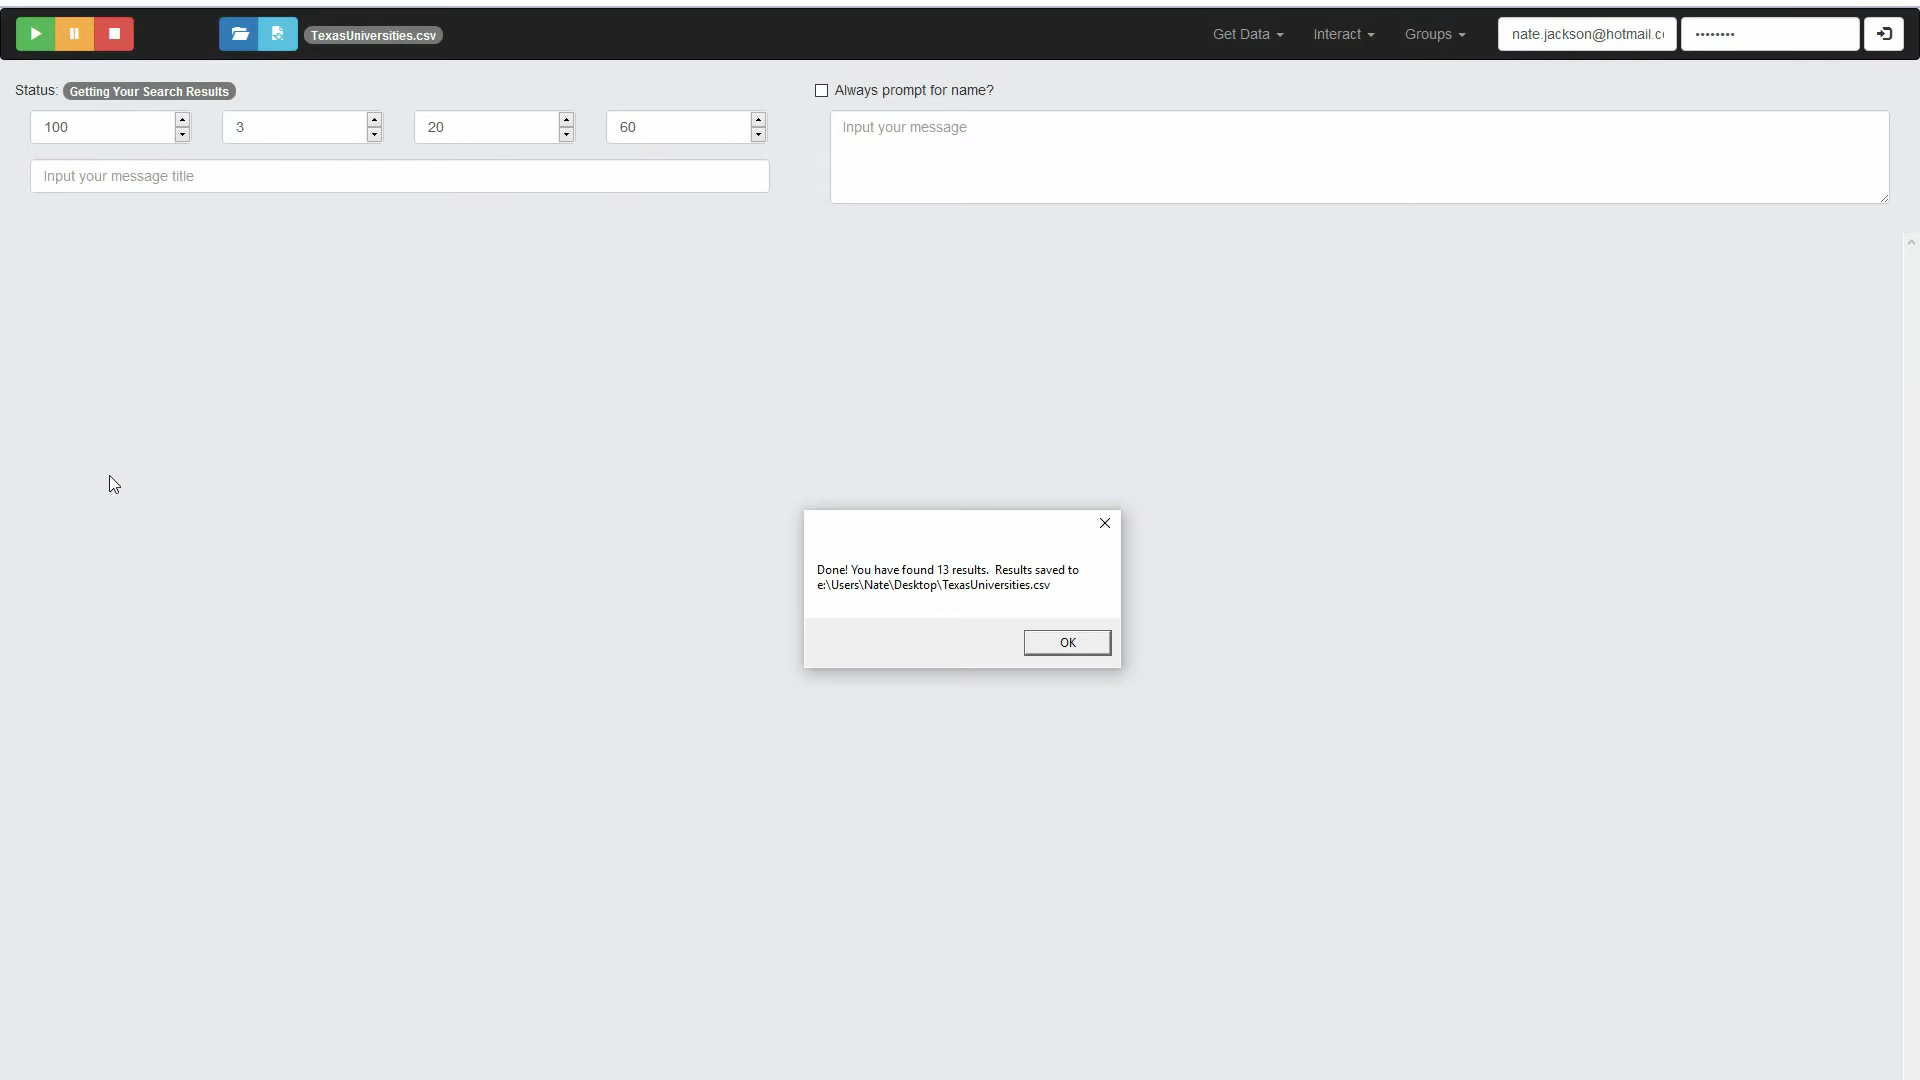 TexasUniversities.csv
Get Data
Interact
Groups
nate.jackson@hotmail.c
••••••••
Status: Getting Your Search Results
Always prompt for name?
100
3
20
60
Input your message
Input your message title
Done! You have found 13 results. Results saved to
e:\Users\Nate\Desktop\TexasUniversities.csv
OK